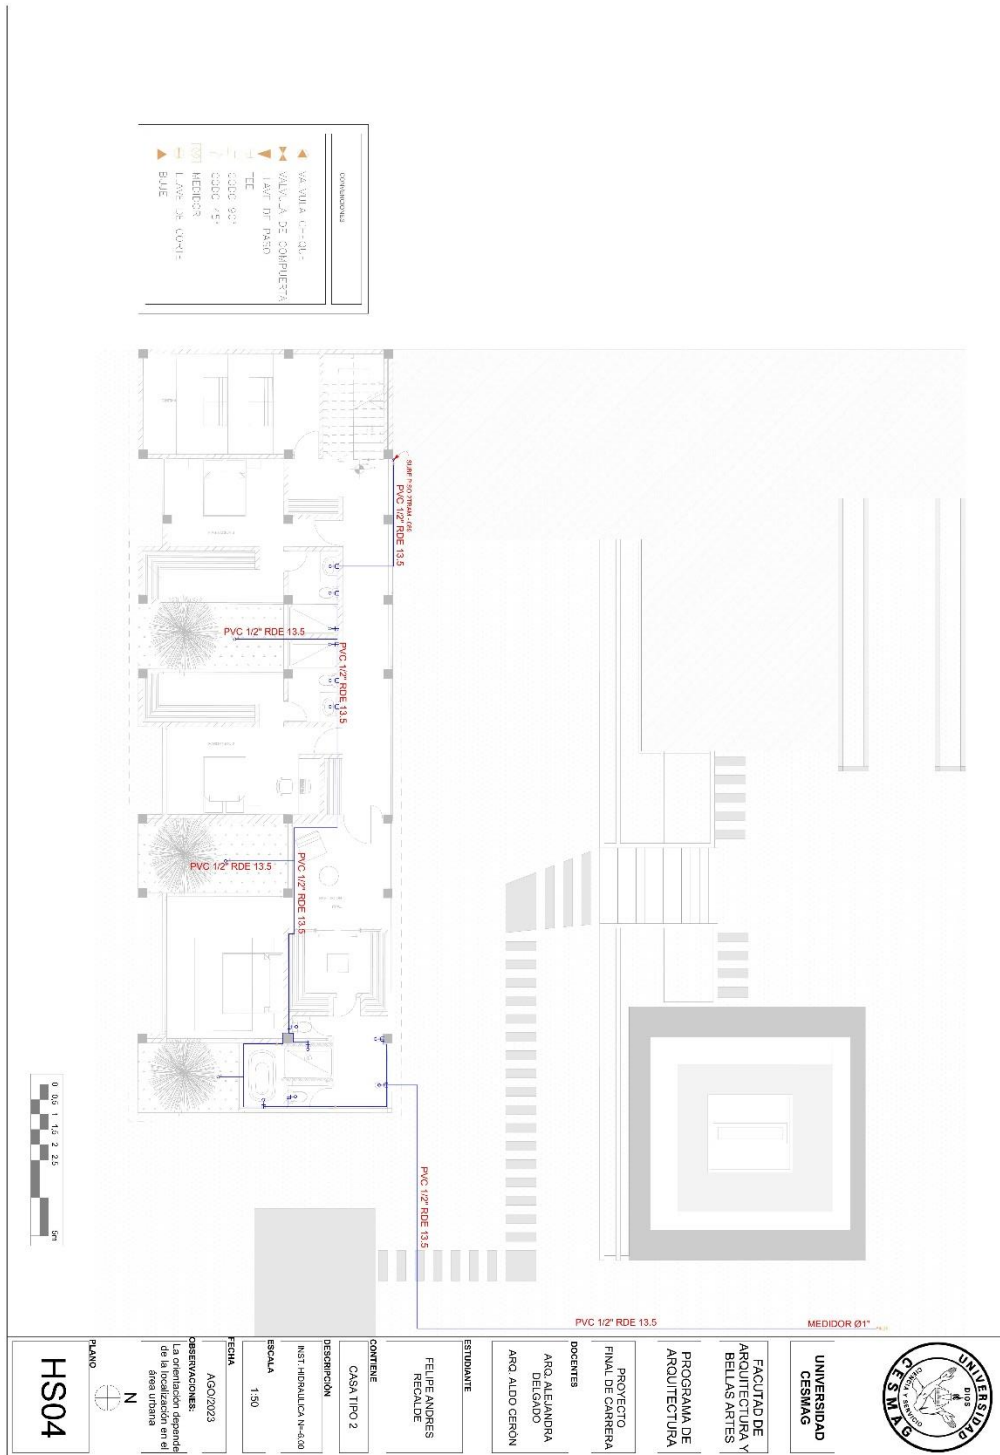 CONVENCIONES
VALVULA CHEQUE
VALVULA DE COMPUERTA
LLAVE DE PASO
TEE
CODO 90°
CODO 45°
MEDIDOR
LLAVE DE CORTE
BUJE
PVC 1/2" RDE 13.5
PVC 1/2" RDE 13.5
PVC 1/2" RDE 13.5
PVC 1/2" RDE 13.5
PVC 1/2" RDE 13.5
PVC 1/2" RDE 13.5
PVC 1/2" RDE 13.5
MEDIDOR Ø1"
0 0.5 1 1.5 2 2.5 5m
UNIVERSIDAD
CESMAG
DIOS
CIENCIA Y SERVICIO
UNIVERSIDAD
CESMAG
FACULTAD DE
ARQUITECTURA Y
BELLAS ARTES
PROGRAMA DE
ARQUITECTURA
PROYECTO
FINAL DE CARRERA
DOCENTES
ARQ. ALEJANDRA
DELGADO
ARQ. ALDO CERÓN
ESTUDIANTE
FELIPE ANDRES
RECALDE
CONTIENE
CASA TIPO 2
DESCRIPCIÓN
INST. HIDRAULICA N+6.00
ESCALA
1:50
FECHA
AGO/2023
OBSERVACIONES:
La orientación depende
de la localización en el
área urbana
PLANO
N
HS04